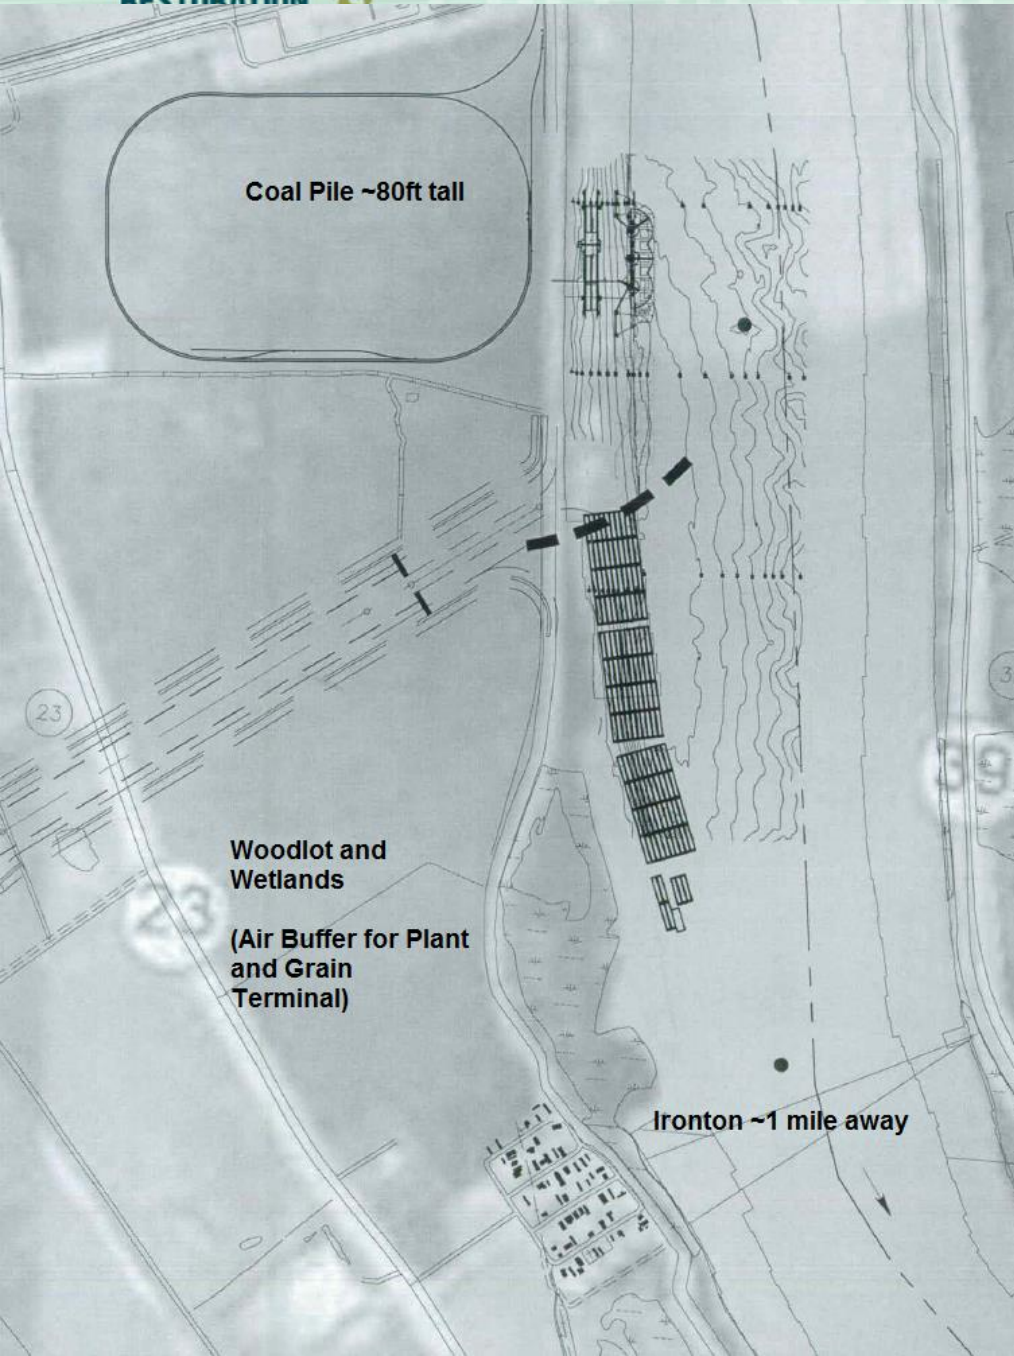 RESTORATION
Coal Pile ~80ft tall
23
Woodlot and
Wetlands
23
(Air Buffer for Plant
and Grain
Terminal)
Ironton ~1 mile away